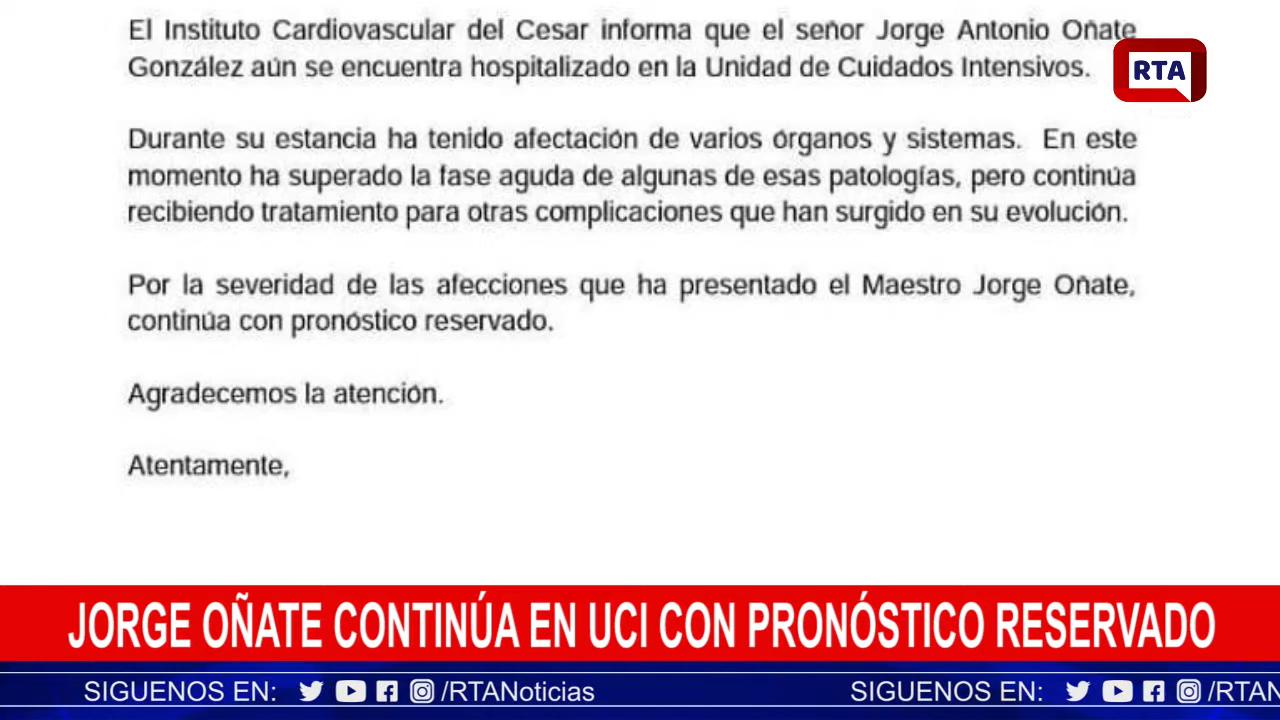 El Instituto Cardiovascular del Cesar informa que el señor Jorge Antonio Oñate
González aún se encuentra hospitalizado en la Unidad de Cuidados Intensivos.
RTA
Durante su estancia ha tenido afectación de varios órganos y sistemas. En este
momento ha superado la fase aguda de algunas de esas patologías, pero continúa
recibiendo tratamiento para otras complicaciones que han surgido en su evolución.
Por la severidad de las afecciones que ha presentado el Maestro Jorge Oñate,
continúa con pronóstico reservado.
Agradecemos la atención.
Atentamente,
JORGE OÑATE CONTINÚA EN UCI CON PRONÓSTICO RESERVADO
SIGUENOS EN: /RTANoticias SIGUENOS EN: /RTAN